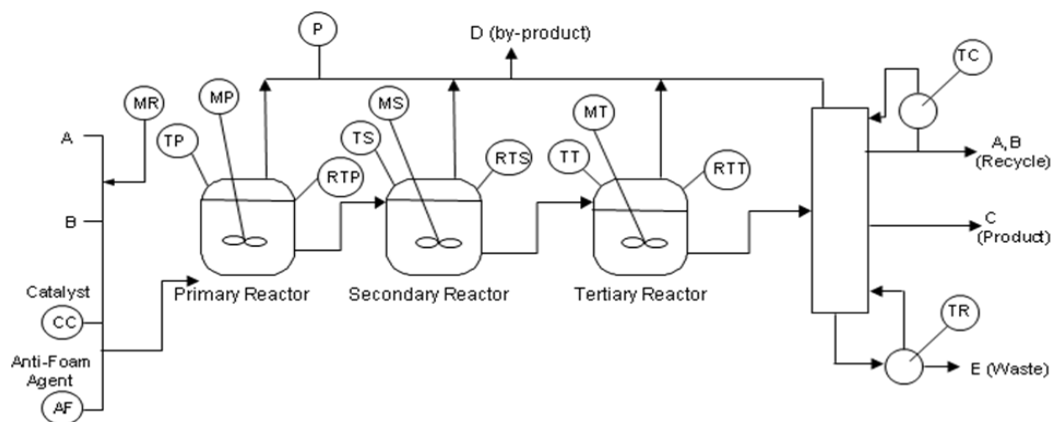 P
D (by-product)
TC
MR
MP
MS
MT
A
TP
TS
TT
RTP
RTS
RTT
A,B
(Recycle)
B
C
(Product)
Catalyst
Primary Reactor
Secondary Reactor
Tertiary Reactor
CC
TR
Anti-Foam
Agent
E (Waste)
AF